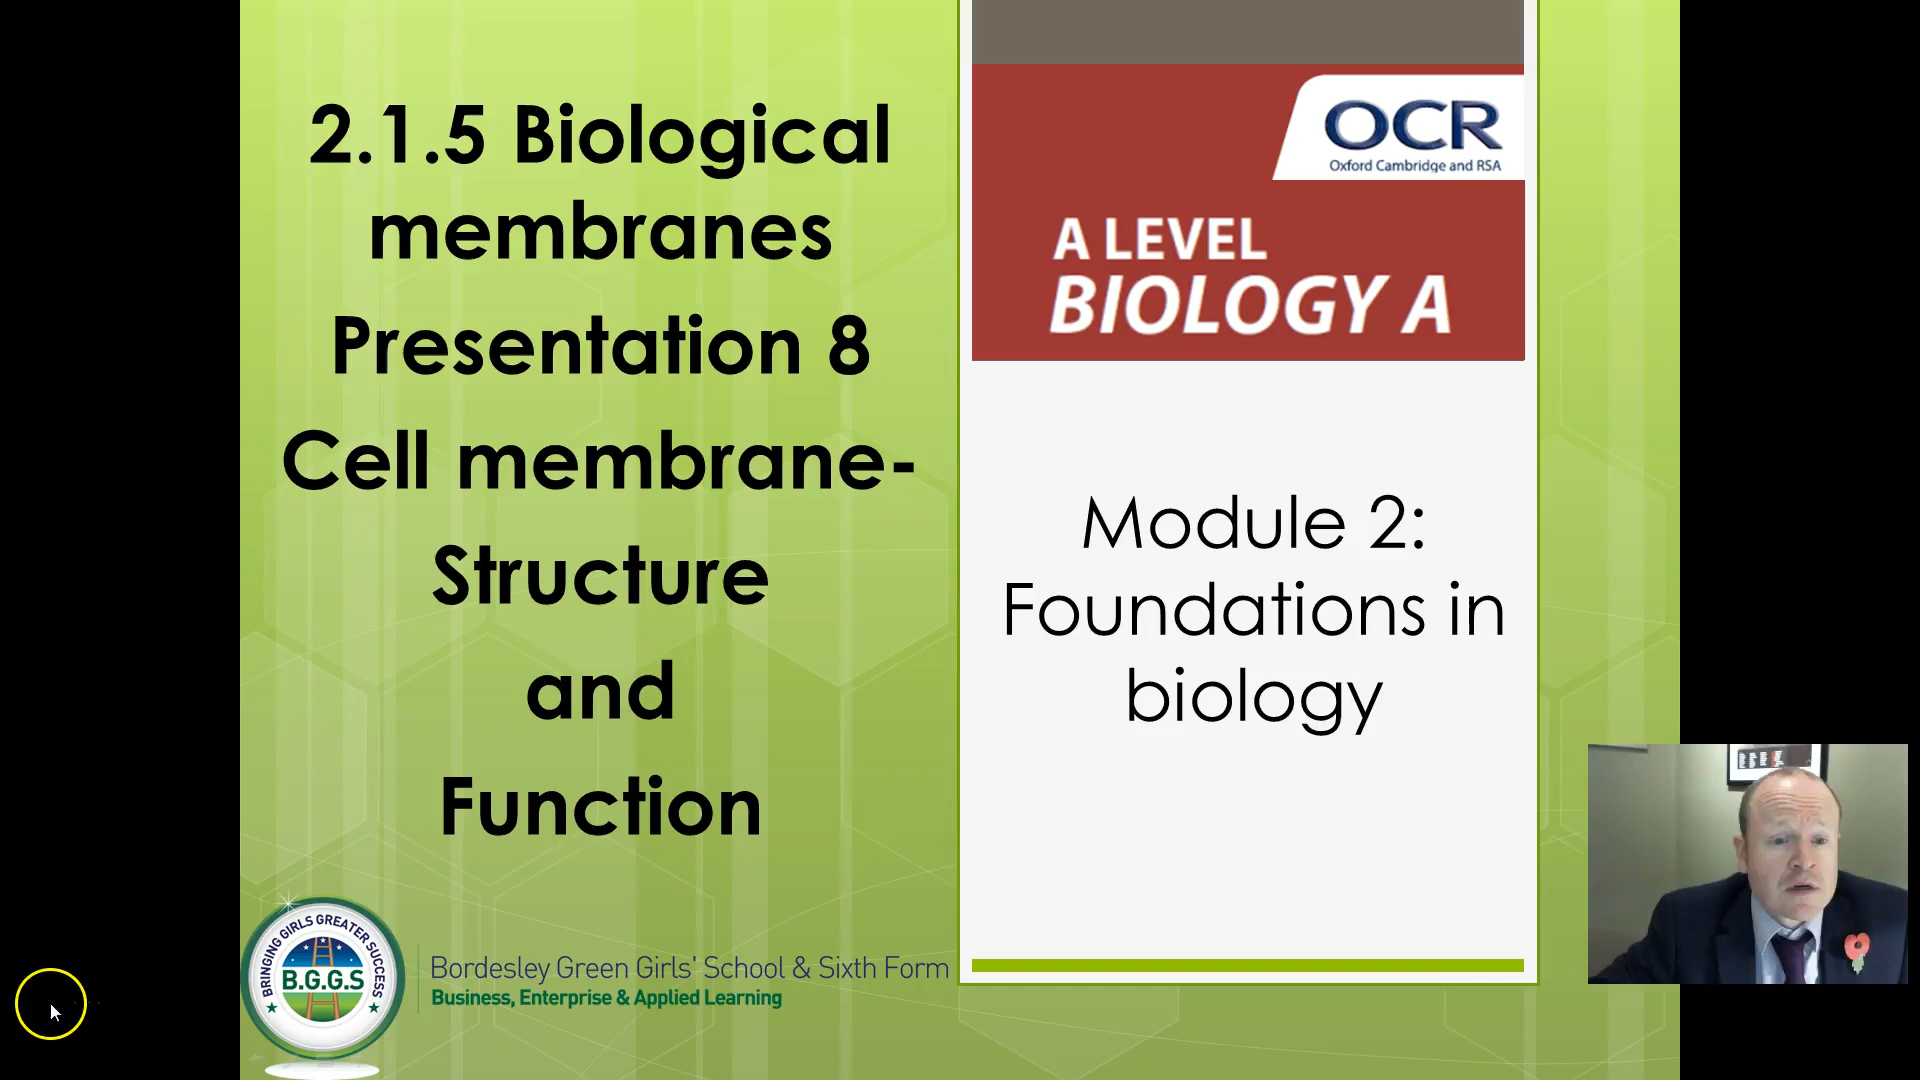 2.1.5 Biological
membranes
Presentation 8
Cell membrane-
Structure
and
Function
OCR
Oxford Cambridge and RSA
A LEVEL
BIOLOGY A
Module 2:
Foundations in
biology
BRINGING GIRLS GREATER SUCCESS
B.G.G.S
Bordesley Green Girls' School & Sixth Form
Business, Enterprise & Applied Learning